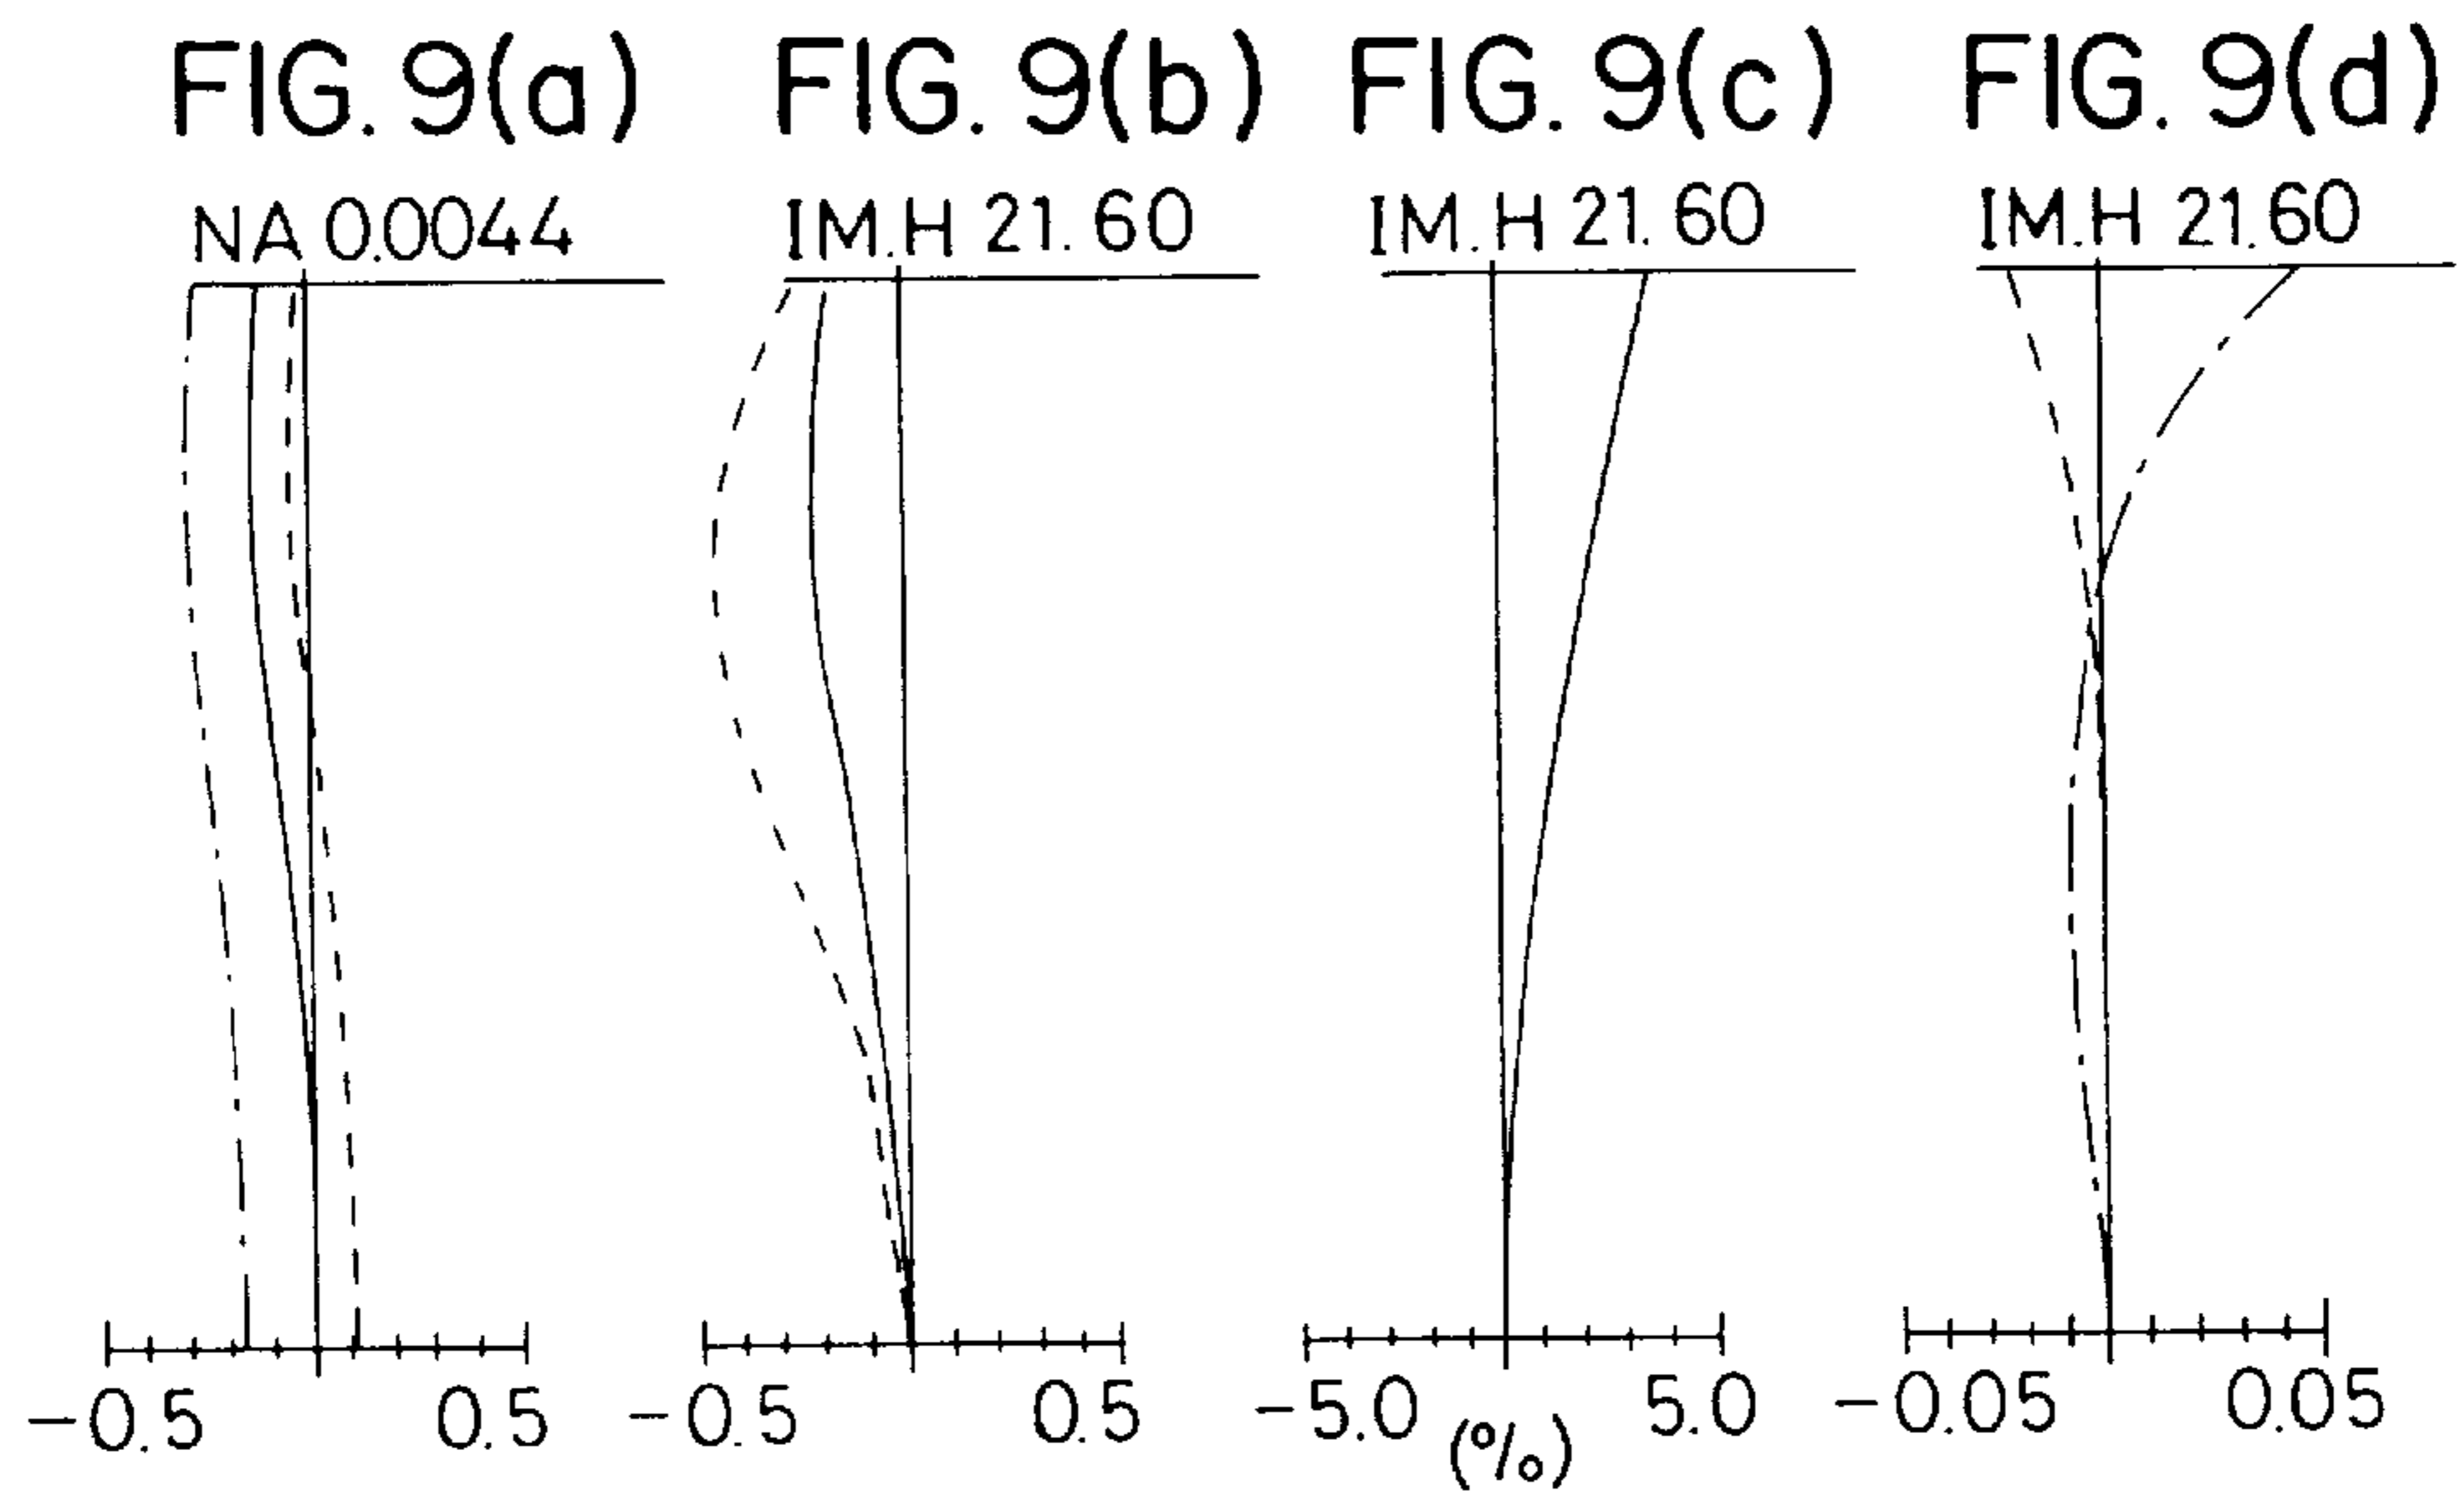 FIG. 9(a) FIG. 9(b) FIG. 9(c) FIG. 9(d)
NA 0.0044 IM.H 21.60 IM.H 21.60 IM.H 21.60
-0.5 0.5 -0.5 0.5 -5.0 5.0 -0.05 0.05
(%)